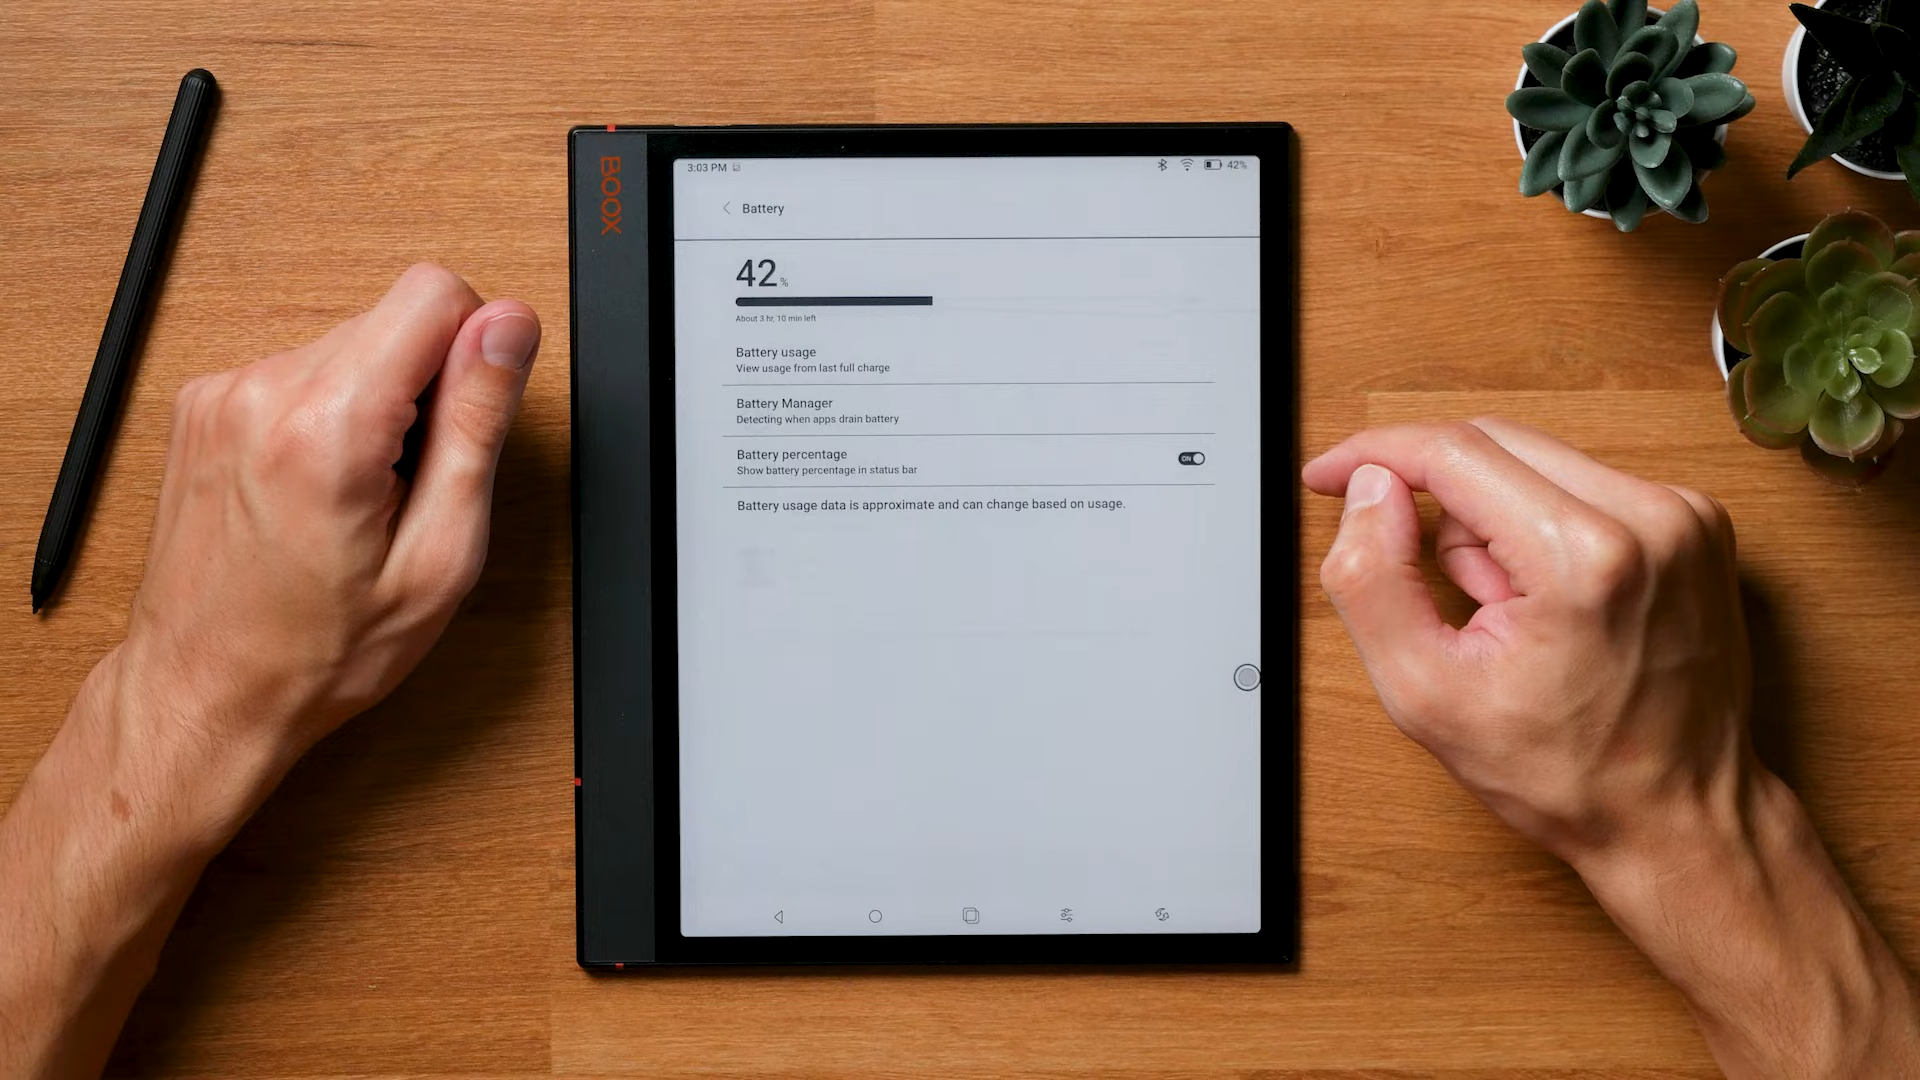 BOOX
3:03 PM
42%
Battery
42%
About 3 hr, 10 min left
Battery usage
View usage from last full charge
Battery Manager
Detecting when apps drain battery
Battery percentage
Show battery percentage in status bar
ON
Battery usage data is approximate and can change based on usage.